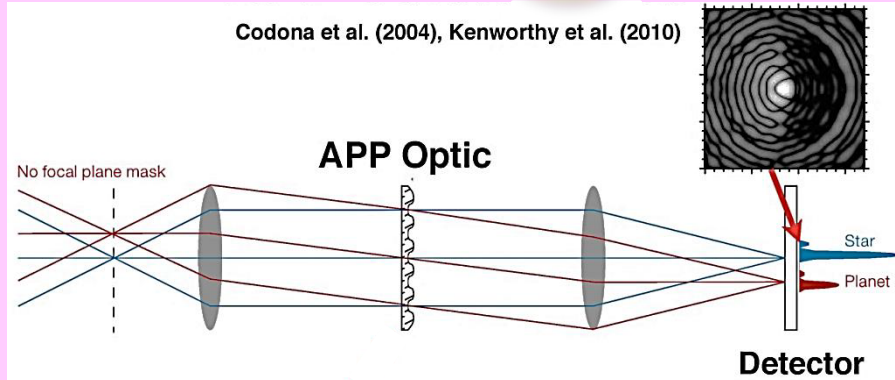 Codona et al. (2004), Kenworthy et al. (2010)
APP Optic
No focal plane mask
Star
Planet
Detector